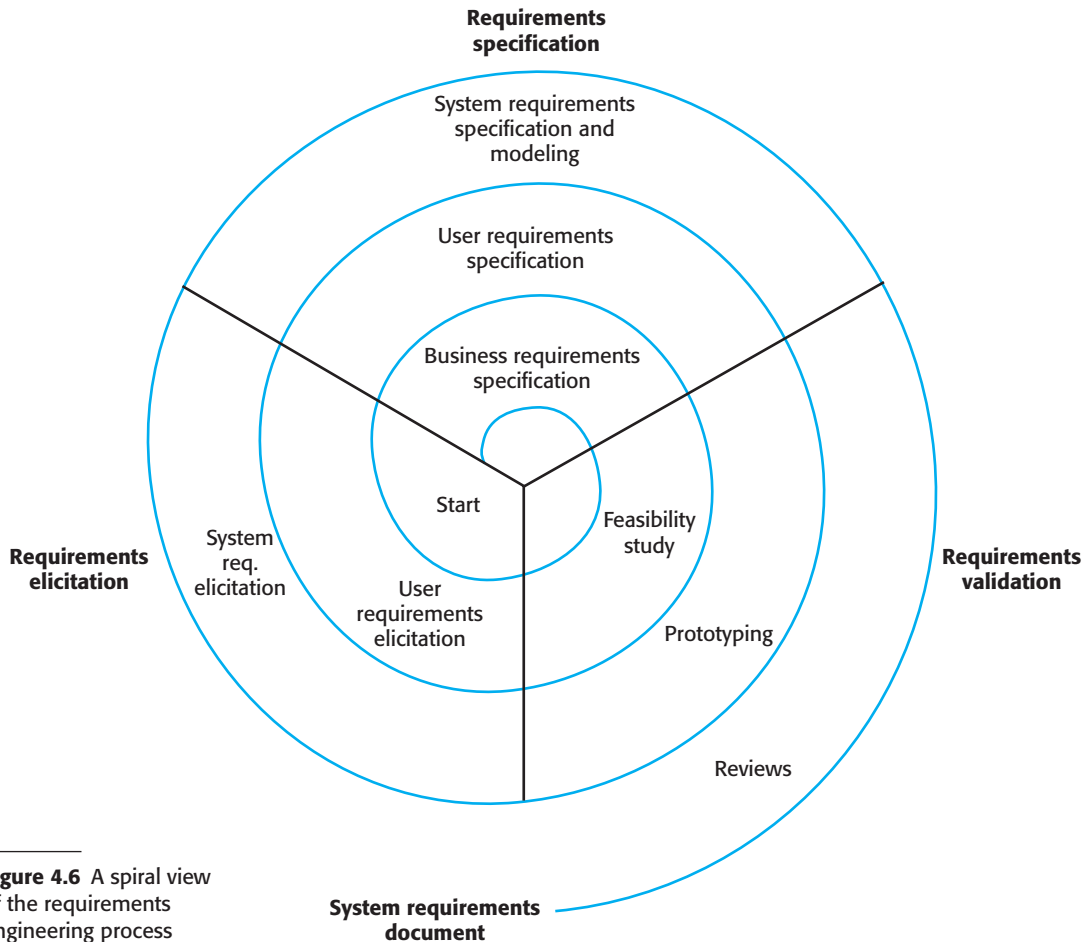 Requirements
specification
System requirements
specification and
modeling
User requirements
specification
Business requirements
specification
Start
Feasibility
study
Requirements
elicitation
System
req.
elicitation
User
requirements
elicitation
Requirements
validation
Prototyping
Reviews
gure 4.6 A spiral view
f the requirements
ngineering process
System requirements
document